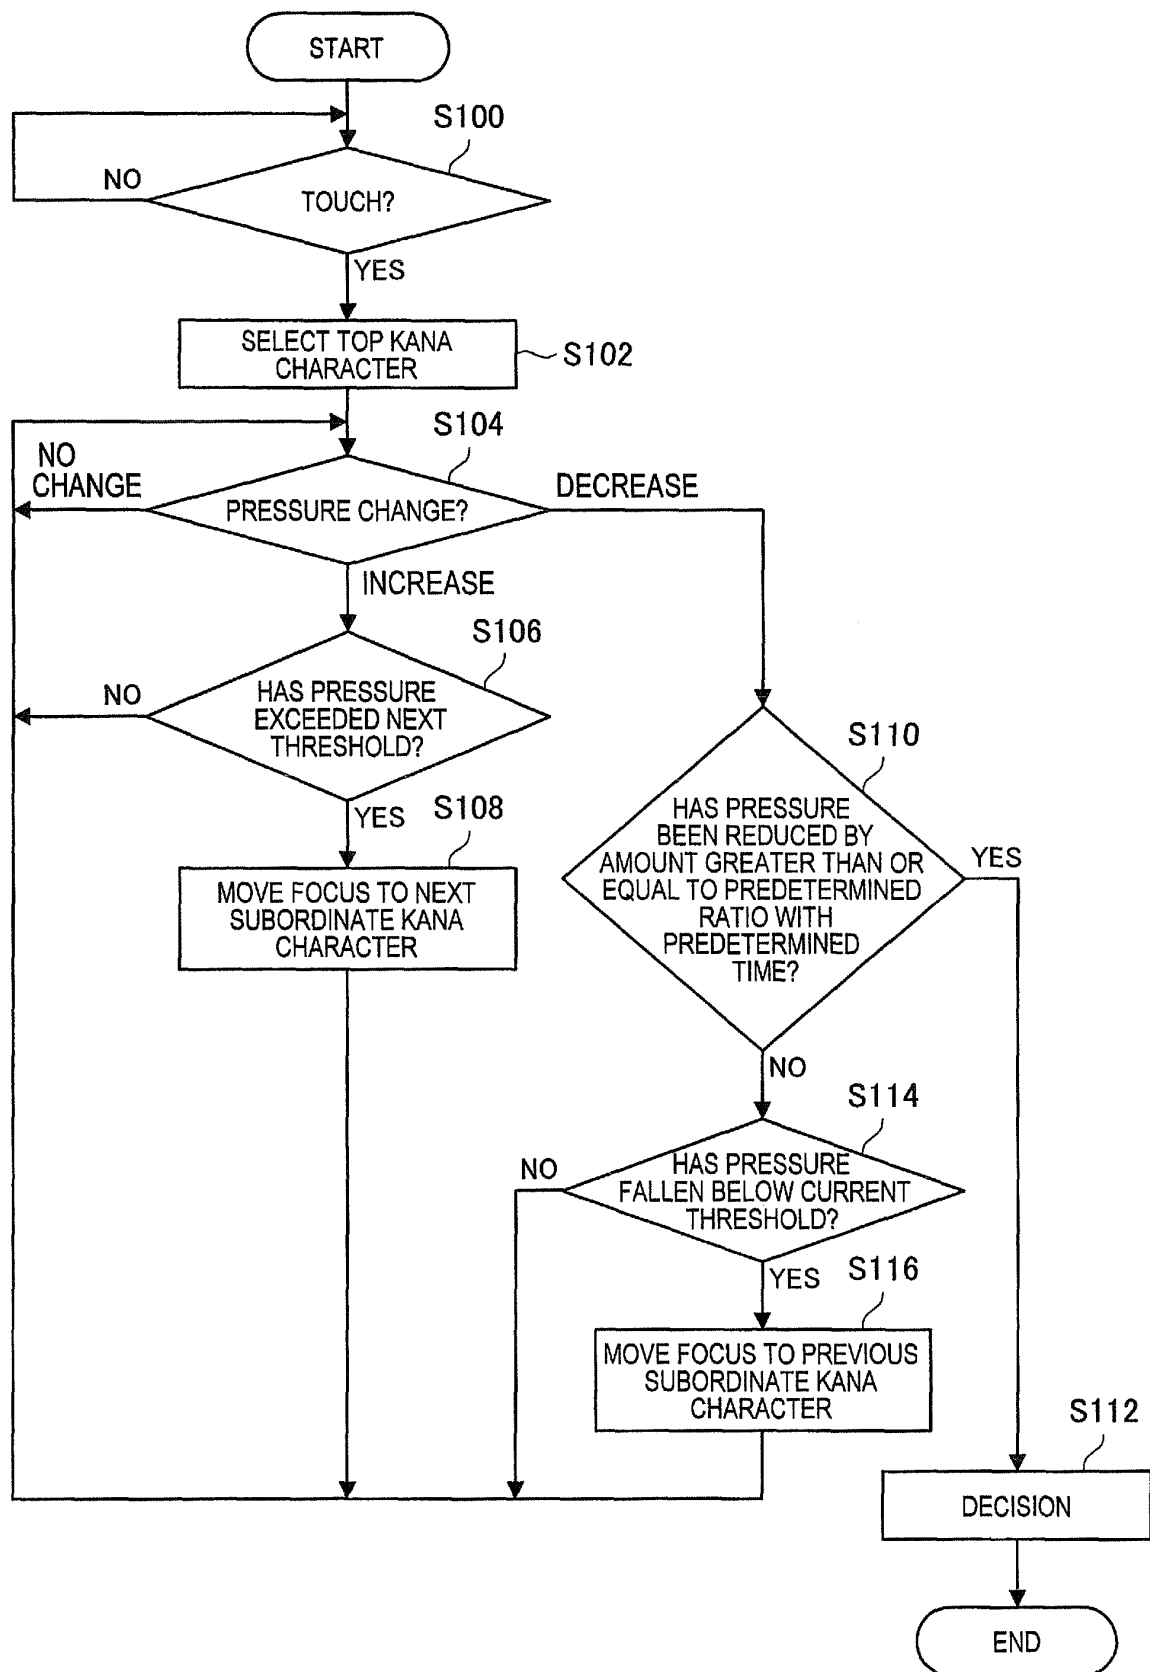 START
S100
NO
TOUCH?
YES
SELECT TOP KANA
CHARACTER
S102
S104
NO
CHANGE
PRESSURE CHANGE?
DECREASE
INCREASE
S106
NO
HAS PRESSURE
EXCEEDED NEXT
THRESHOLD?
YES
S108
MOVE FOCUS TO NEXT
SUBORDINATE KANA
CHARACTER
S110
HAS PRESSURE
BEEN REDUCED BY
AMOUNT GREATER THAN OR
EQUAL TO PREDETERMINED
RATIO WITH
PREDETERMINED
TIME?
YES
NO
S114
NO
HAS PRESSURE
FALLEN BELOW CURRENT
THRESHOLD?
YES
S116
MOVE FOCUS TO PREVIOUS
SUBORDINATE KANA
CHARACTER
S112
DECISION
END